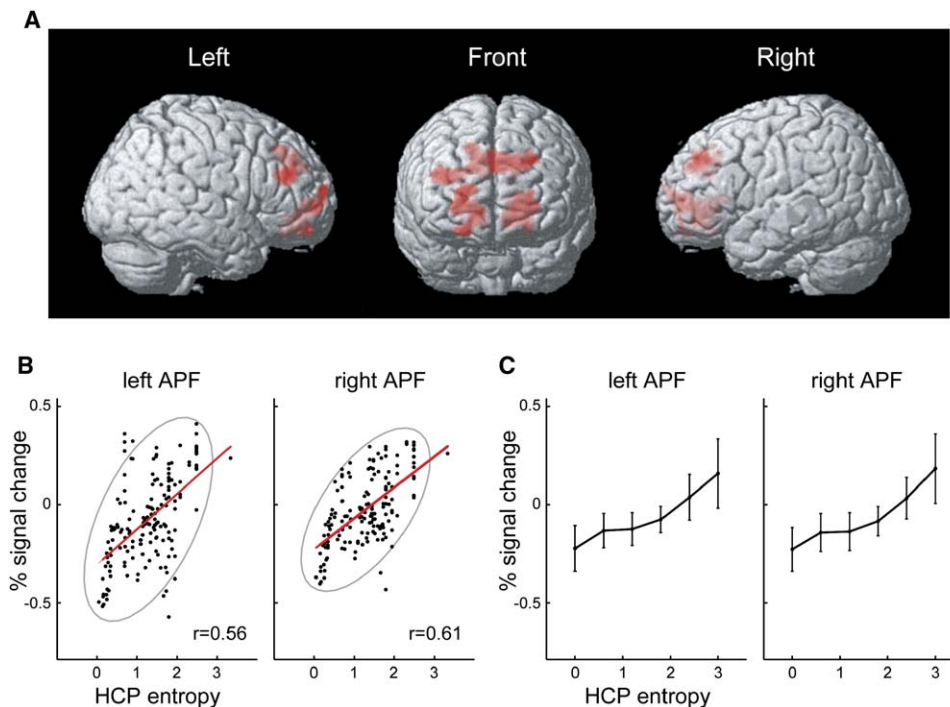 A
Left Front Right
B
left APF right APF
% signal change
0.5
0
-0.5
r=0.56 r=0.61
0 1 2 3 0 1 2 3
HCP entropy
C
left APF right APF
% signal change
0.5
0
-0.5
0 1 2 3 0 1 2 3
HCP entropy